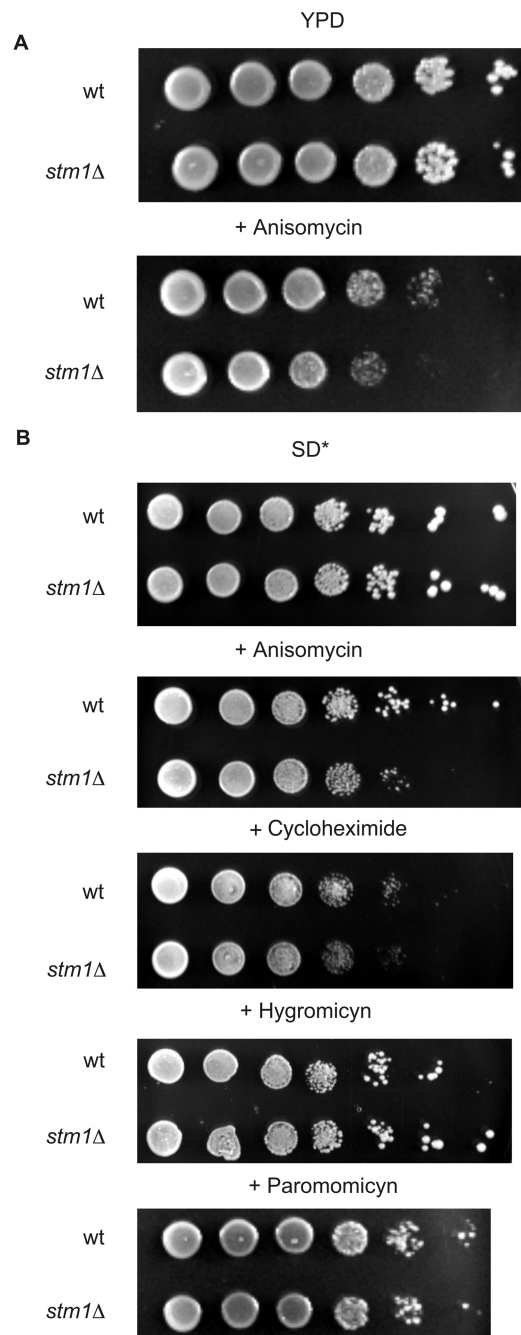 A
YPD
wt
stm1Δ
+ Anisomycin
wt
stm1Δ
B
SD*
wt
stm1Δ
+ Anisomycin
wt
stm1Δ
+ Cycloheximide
wt
stm1Δ
+ Hygromicyn
wt
stm1Δ
+ Paromomicyn
wt
stm1Δ